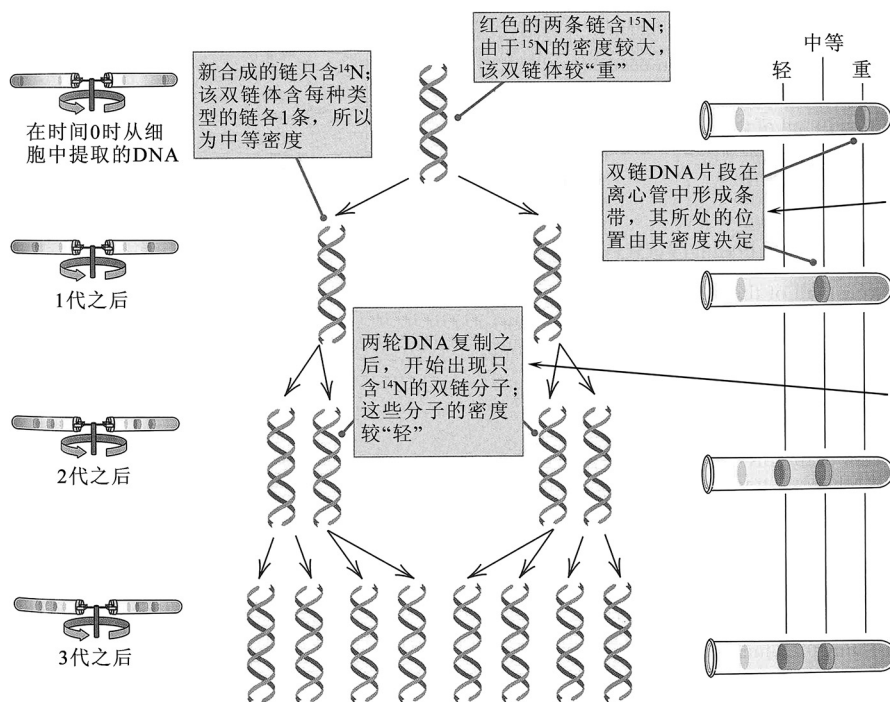 新合成的链只含¹⁴N;
该双链体含每种类
型的链各1条，所以
为中等密度
红色的两条链含¹⁵N;
由于¹⁵N的密度较大，
该双链体较“重”
中等
轻
重
在时间0时从细
胞中提取的DNA
双链DNA片段在
离心管中形成条
带，其所处的位
置由其密度决定
1代之后
两轮DNA复制之
后，开始出现只
含¹⁴N的双链分子;
这些分子的密度
较“轻”
2代之后
3代之后